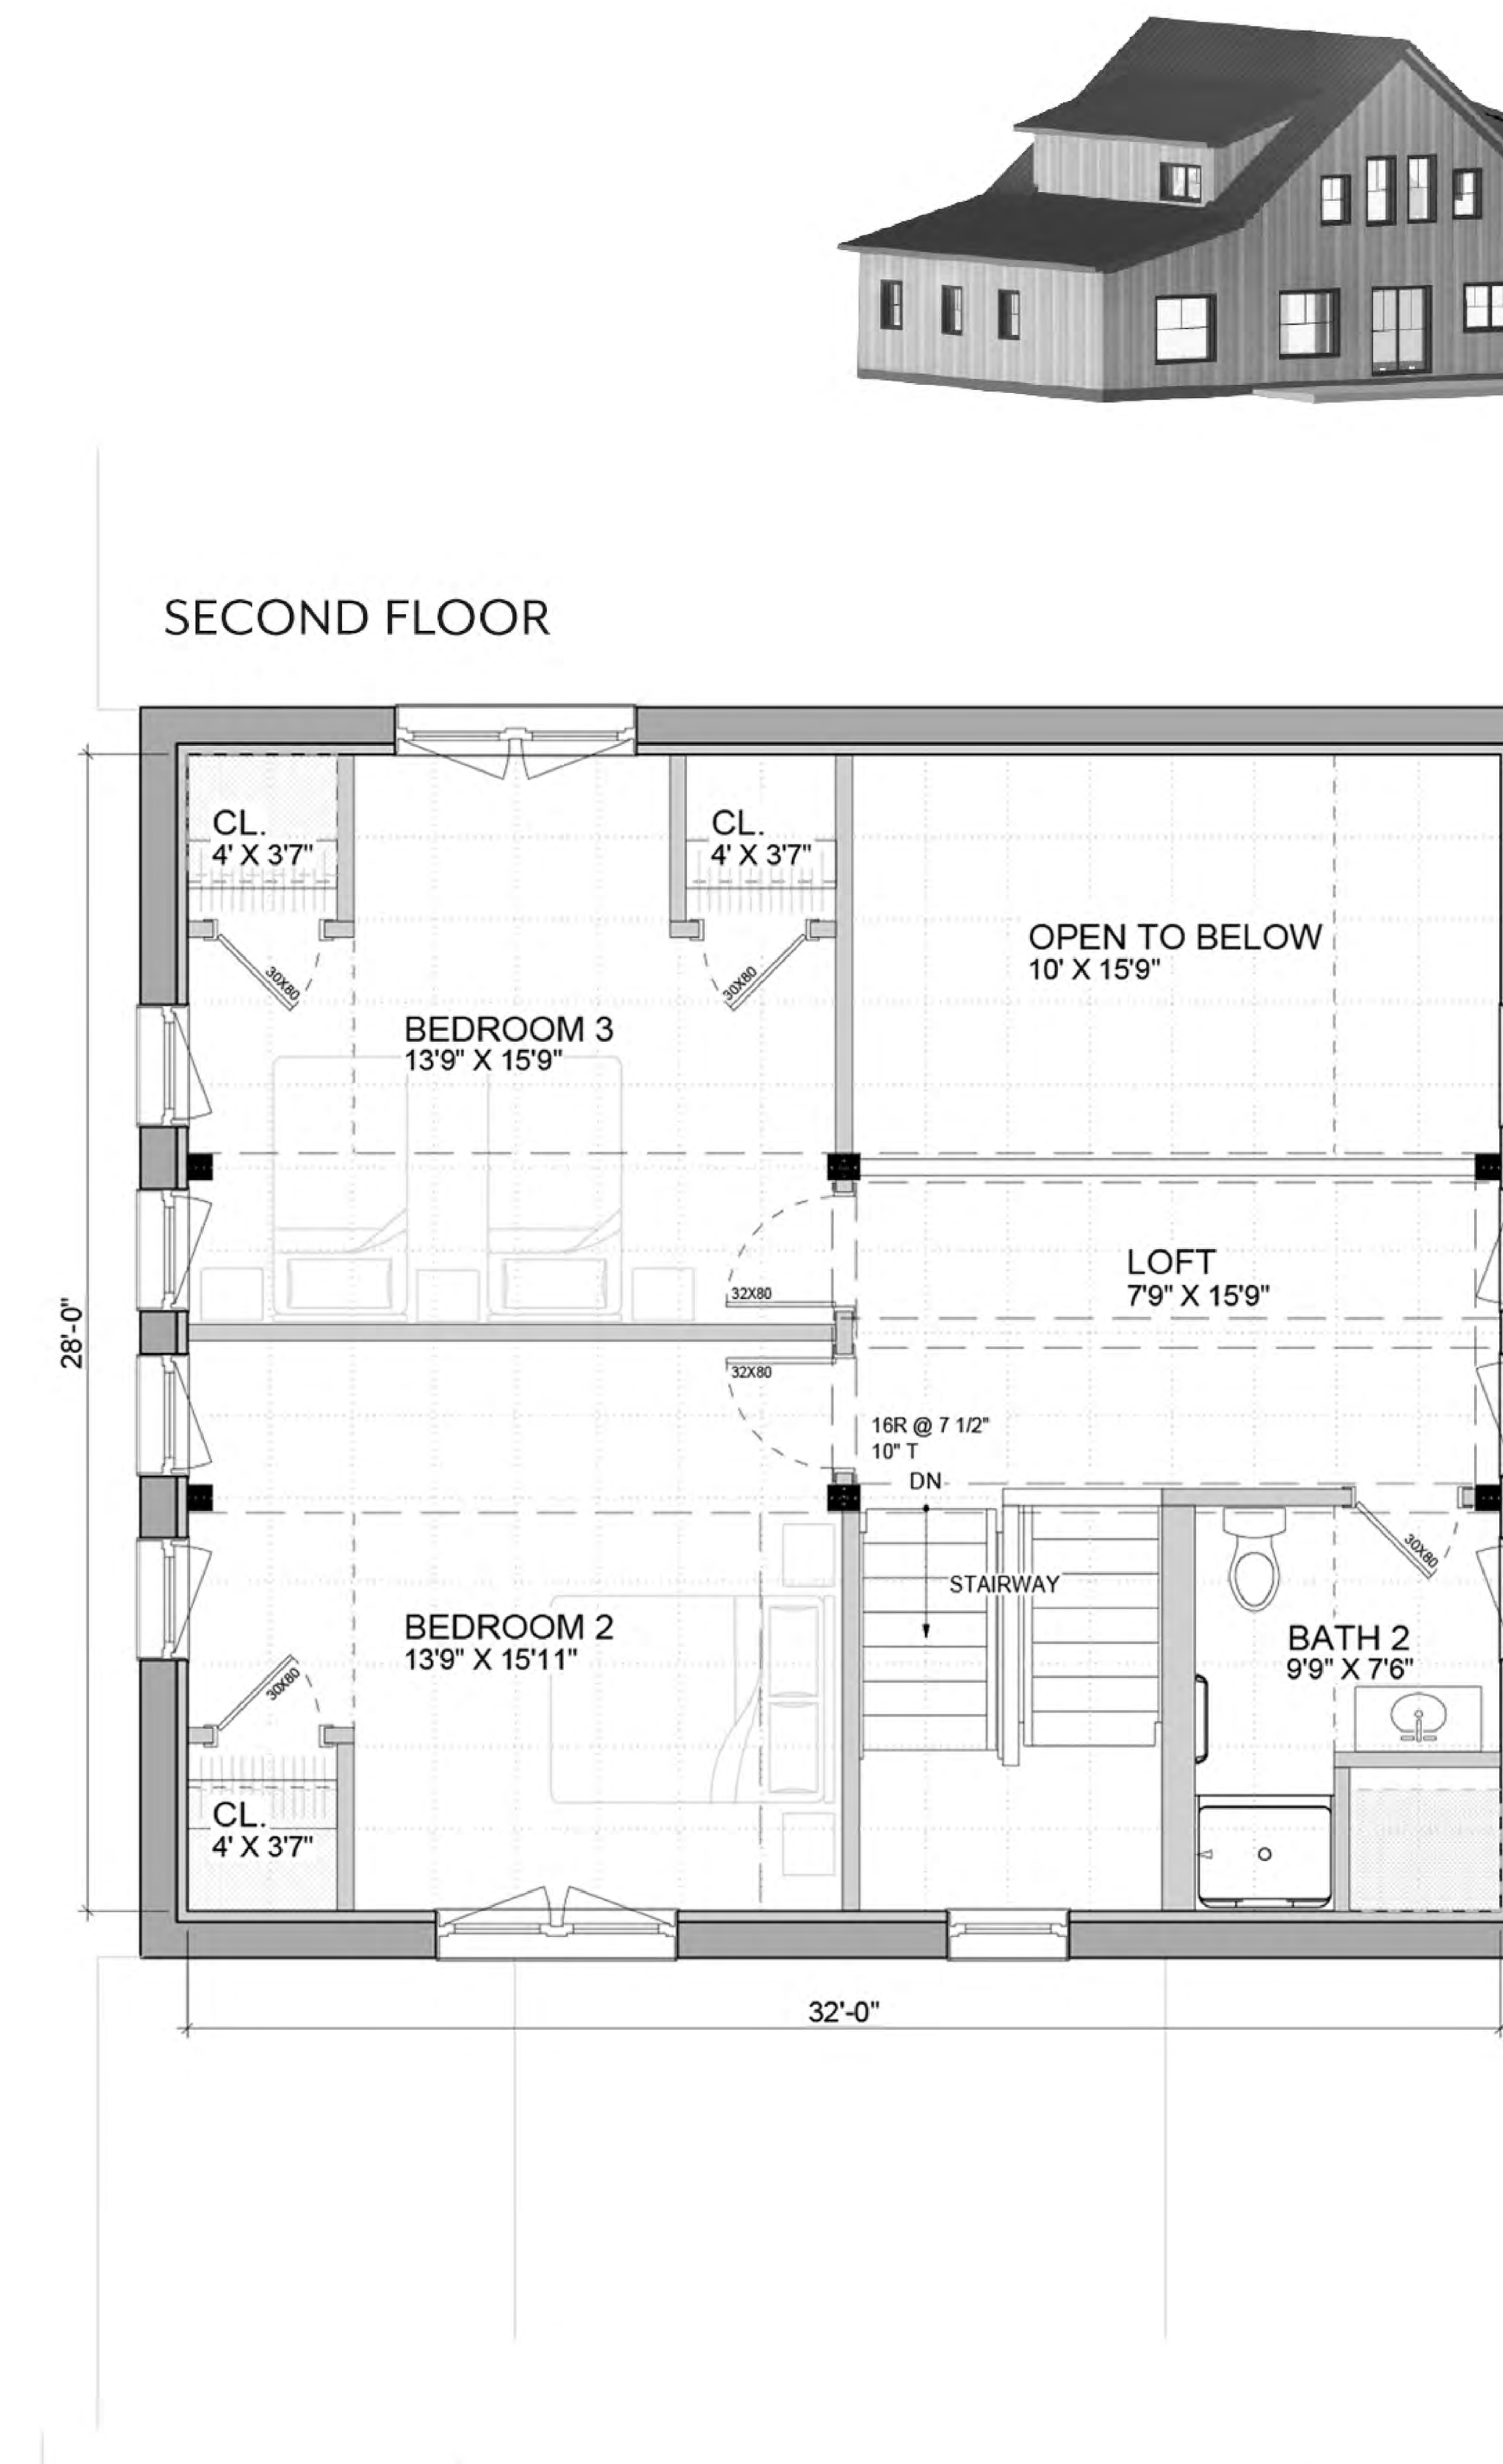 SECOND FLOOR
CL.
4' X 3'7"
CL.
4' X 3'7"
OPEN TO BELOW
10' X 15'9"
30X80
30X80
BEDROOM 3
13'9" X 15'9"
LOFT
7'9" X 15'9"
32X80
28'-0"
32X80
16R @ 7 1/2"
10" T
DN
30X80
STAIRWAY
BEDROOM 2
13'9" X 15'11"
BATH 2
9'9" X 7'6"
30X80
CL.
4' X 3'7"
32'-0"